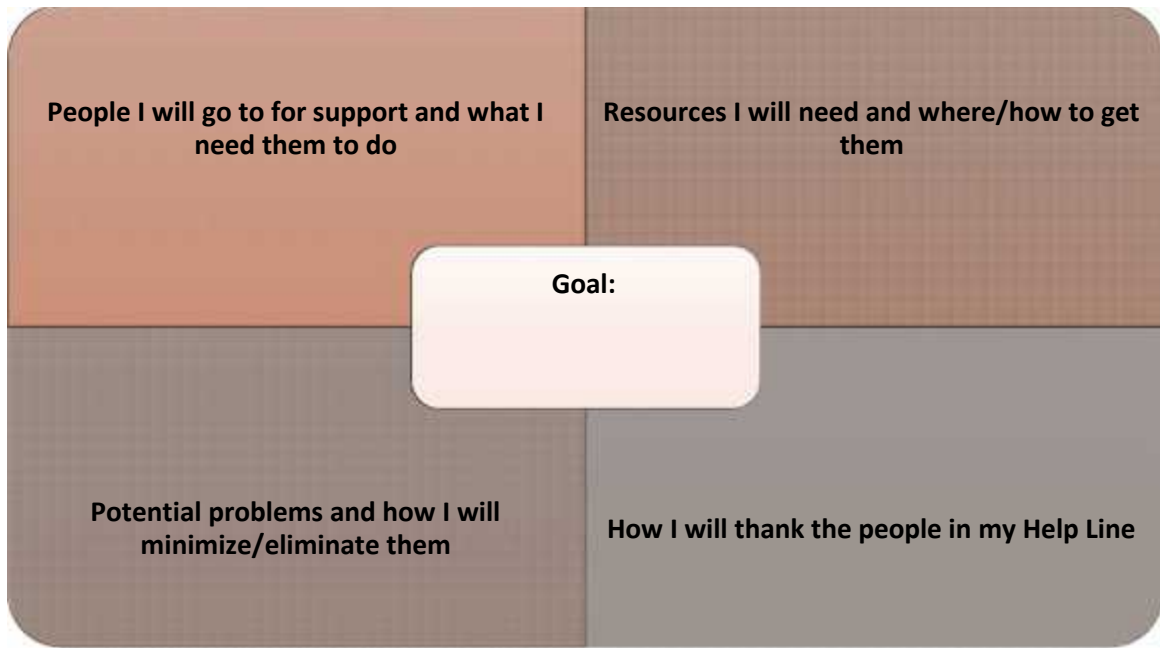 People I will go to for support and what I
need them to do
Resources I will need and where/how to get
them
Goal:
Potential problems and how I will
minimize/eliminate them
How I will thank the people in my Help Line